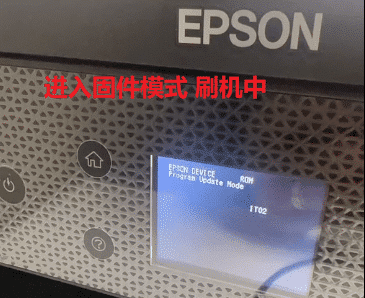 EPSON
进入固件模式 刷机中
EPSON DEVICE ROM
Program Update Mode
IT02